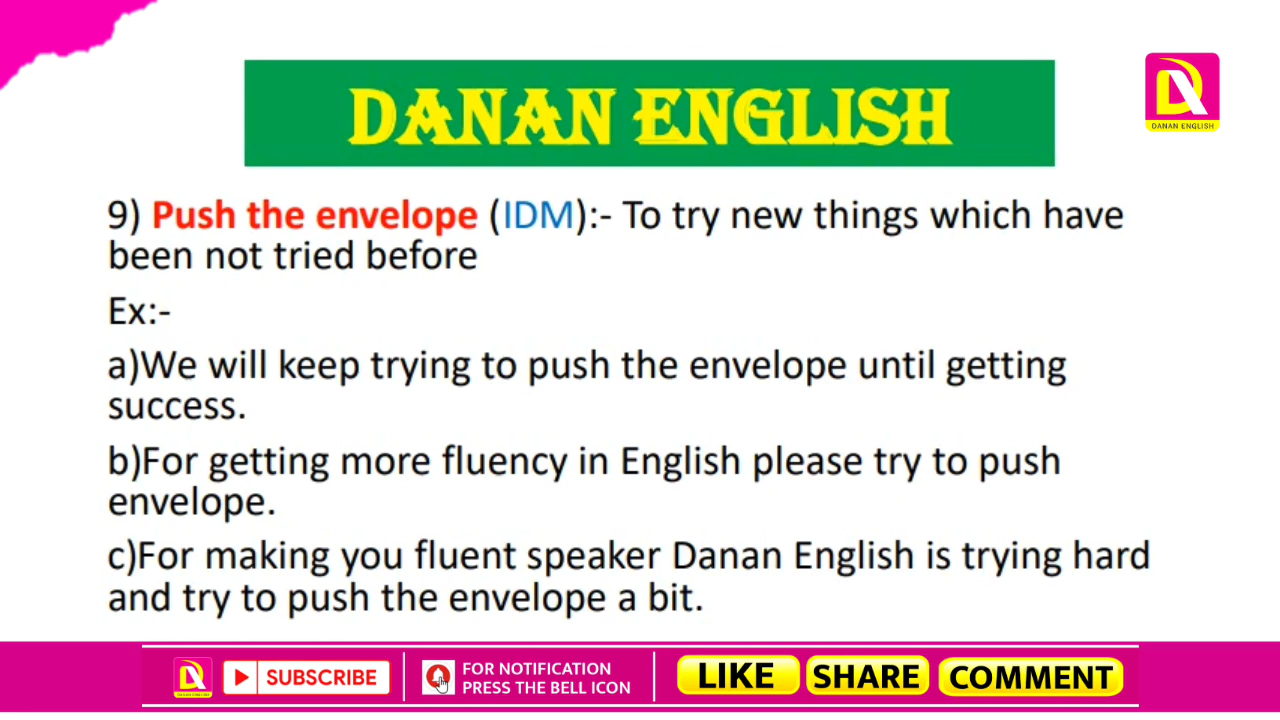 DANAN ENGLISH
DANAN ENGLISH
9) Push the envelope (IDM):- To try new things which have
been not tried before
Ex:-
a)We will keep trying to push the envelope until getting
success.
b)For getting more fluency in English please try to push
envelope.
c)For making you fluent speaker Danan English is trying hard
and try to push the envelope a bit.
SUBSCRIBE
FOR NOTIFICATION
PRESS THE BELL ICON
LIKE
SHARE
COMMENT